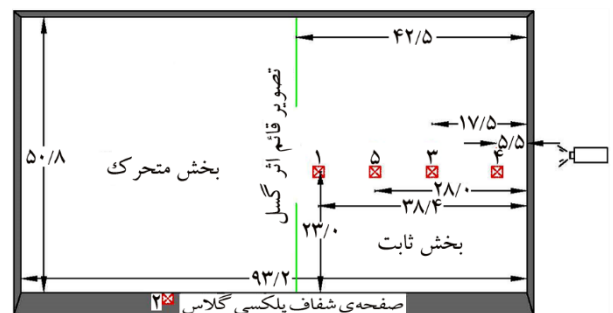 ۴۲/۵
۱۷/۵
۵/۵
۵۰/۸
بخش متحرک
تصویر قائم اثر گسل
۱ ۵ ۳ ۴
۲۸/۰
۳۸/۴
۲۳/۰
بخش ثابت
۹۳/۲
۲ صفحه‌ی شفاف پلکسی گلاس